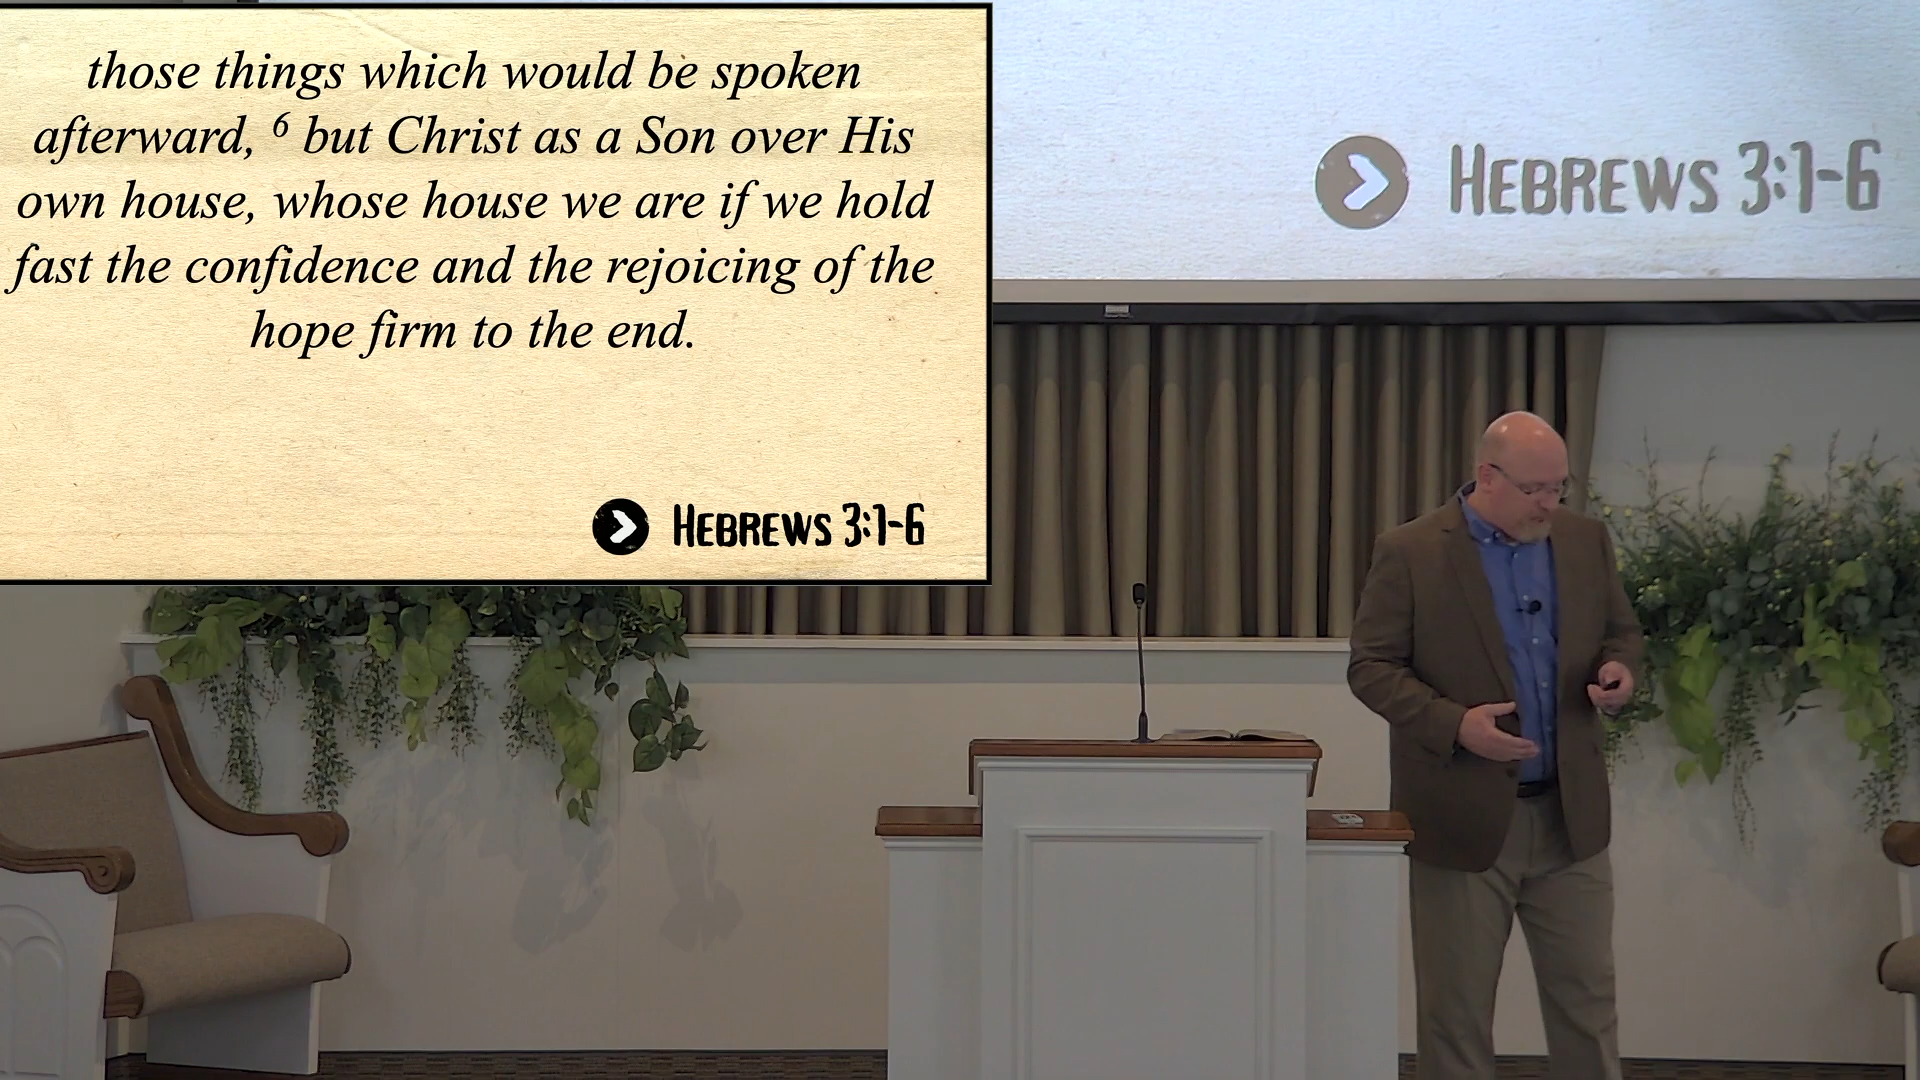 those things which would be spoken
afterward, 6 but Christ as a Son over His
own house, whose house we are if we hold
fast the confidence and the rejoicing of the
hope firm to the end.
HEBREWS 3:1-6
HEBREWS 3:1-6